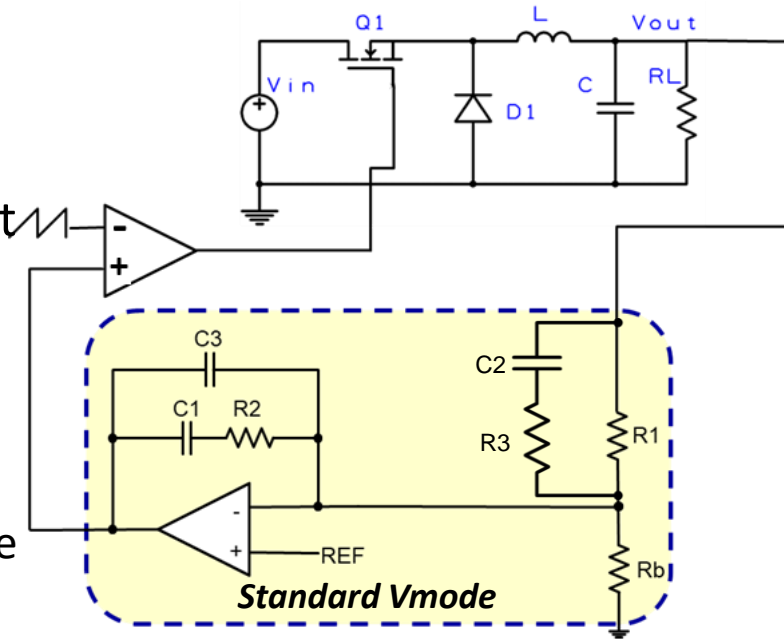 Q1
L
Vout
Vin
D1
C
RL
t
-
+
C3
C2
C1
R2
R3
R1
-
+
REF
e
Rb
Standard Vmode